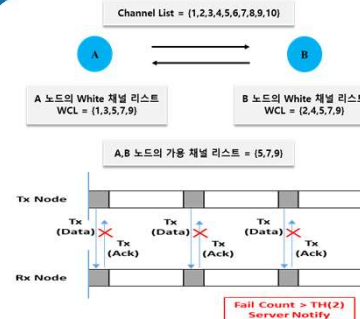 Channel List = {1,2,3,4,5,6,7,8,9,10}
A
B
A 노드의 White 채널 리스트
WCL = {1,3,5,7,9}
B 노드의 White 채널 리스트
WCL = {2,4,5,7,9}
A,B 노드의 가용 채널 리스트 = {5,7,9}
Tx Node
Tx
(Data)
Tx
(Ack)
Tx
(Data)
Tx
(Ack)
Tx
(Data)
Tx
(Ack)
Rx Node
Fail Count > TH(2)
Server Notify